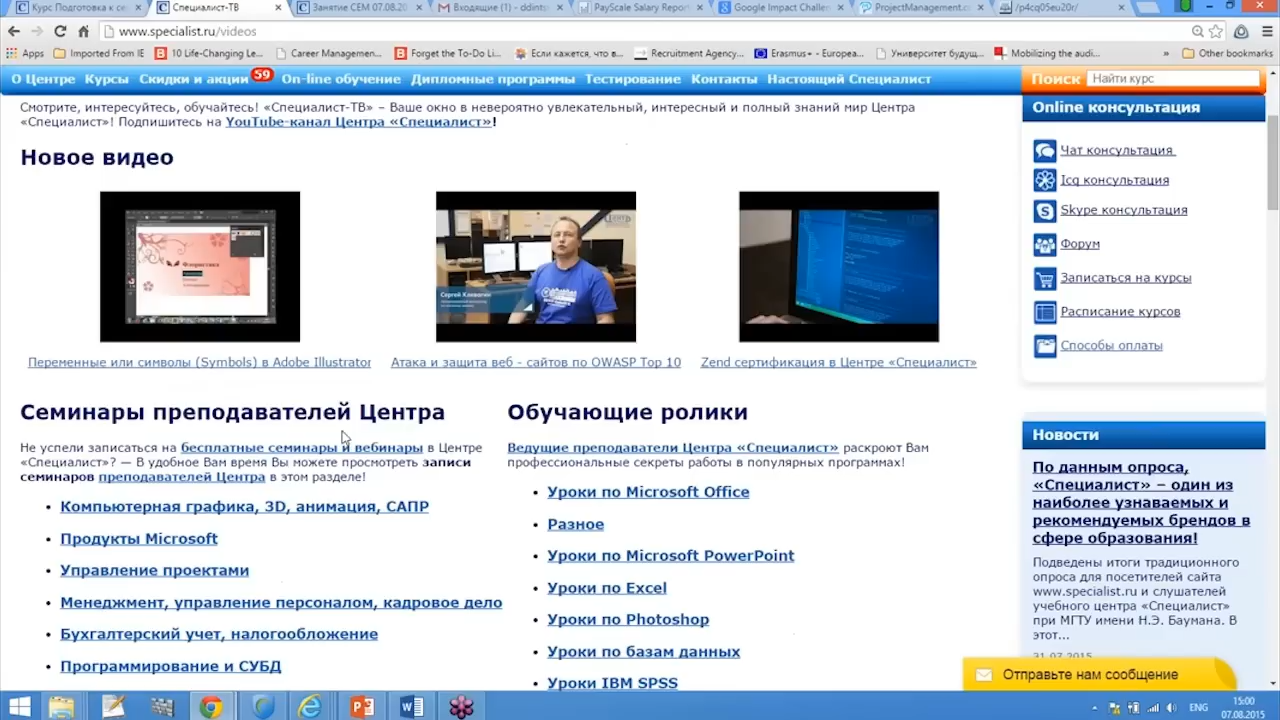 Курс Подготовка к се
Специалист-ТВ
Занятие СЕМ 07.08.20
Входящие (1) - ddintsi
PayScale Salary Report
Google Impact Challen
ProjectManagement.co
/p4cq05eu20r/
www.specialist.ru/videos
Apps
Imported From IE
10 Life-Changing Le...
Career Managemen...
Forget the To-Do Li...
Если кажется, что в...
Recruitment Agency...
Erasmus+ - Europea...
Университет будущ...
Mobilizing the audi...
»
Other bookmarks
О Центре Курсы Скидки и акции 59 On-line обучение Дипломные программы Тестирование Контакты Настоящий Специалист
Поиск Найти курс
Смотрите, интересуйтесь, обучайтесь! «Специалист-ТВ» – Ваше окно в невероятно увлекательный, интересный и полный знаний мир Центра
«Специалист»! Подпишитесь на YouTube-канал Центра «Специалист»!
Новое видео
Флористика
ЦЕНТР
Переменные или символы (Symbols) в Adobe Illustrator
Атака и защита веб - сайтов по OWASP Top 10
Zend сертификация в Центре «Специалист»
Семинары преподавателей Центра
Не успели записаться на бесплатные семинары и вебинары в Центре
«Специалист»? — В удобное Вам время Вы можете просмотреть записи
семинаров преподавателей Центра в этом разделе!
• Компьютерная графика, 3D, анимация, САПР
• Продукты Microsoft
• Управление проектами
• Менеджмент, управление персоналом, кадровое дело
• Бухгалтерский учет, налогообложение
• Программирование и СУБД
Обучающие ролики
Ведущие преподаватели Центра «Специалист» раскроют Вам
профессиональные секреты работы в популярных программах!
• Уроки по Microsoft Office
• Разное
• Уроки по Microsoft PowerPoint
• Уроки по Excel
• Уроки по Photoshop
• Уроки по базам данных
• Уроки IBM SPSS
Online консультация
Чат консультация
Icq консультация
Skype консультация
Форум
Записаться на курсы
Расписание курсов
Способы оплаты
Новости
По данным опроса,
«Специалист» – один из
наиболее узнаваемых и
рекомендуемых брендов в
сфере образования!
Подведены итоги традиционного
опроса для посетителей сайта
www.specialist.ru и слушателей
учебного центра «Специалист»
при МГТУ имени Н.Э. Баумана. В
этот...
31.07.2015
Отправьте нам сообщение
ENG
15:00
07.08.2015